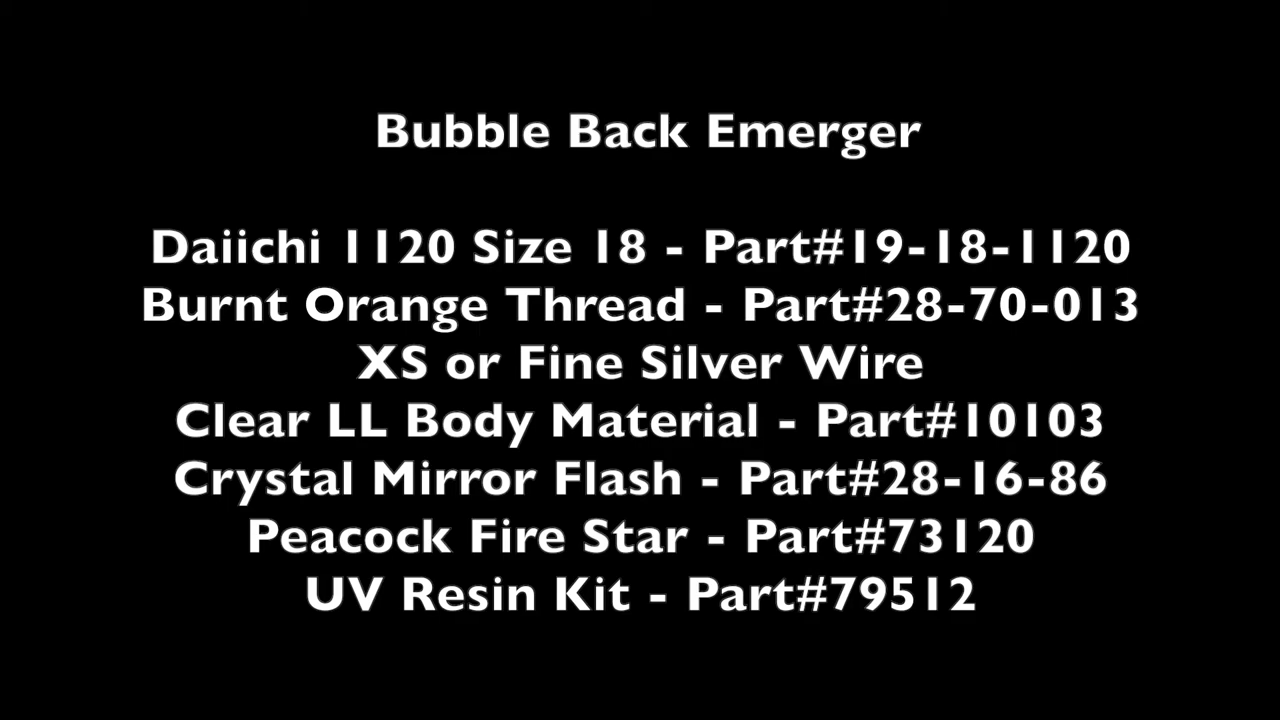 Bubble Back Emerger
Daiichi 1120 Size 18 - Part#19-18-1120
Burnt Orange Thread - Part#28-70-013
XS or Fine Silver Wire
Clear LL Body Material - Part#10103
Crystal Mirror Flash - Part#28-16-86
Peacock Fire Star - Part#73120
UV Resin Kit - Part#79512